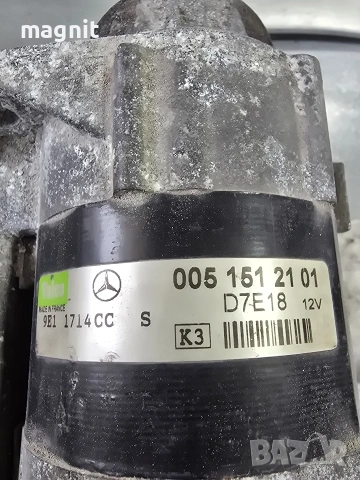 magnit
Valeo
MADE IN FRANCE
9E1 1714CC S
005 151 21 01
D7E18 12V
K3
BAZAR